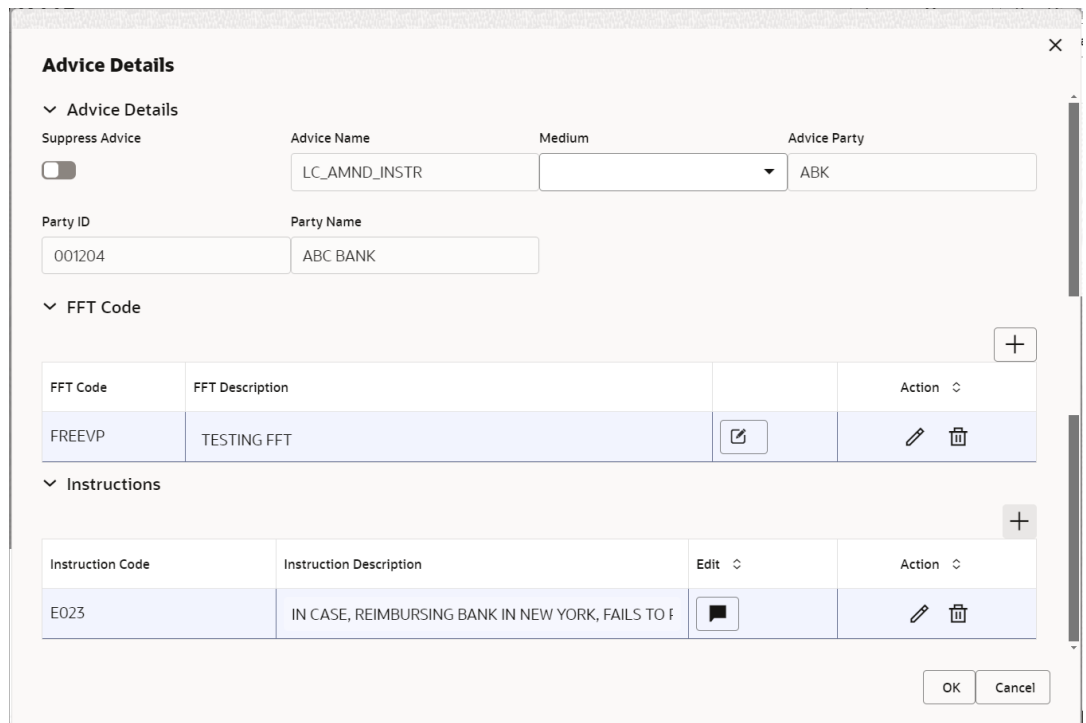 Advice Details
Advice Details
Suppress Advice Advice Name Medium Advice Party
LC_AMND_INSTR ABK
Party ID Party Name
001204 ABC BANK
FFT Code
FFT Code FFT Description Action
FREEVP TESTING FFT
Instructions
Instruction Code Instruction Description Edit Action
E023 IN CASE, REIMBURSING BANK IN NEW YORK, FAILS TO
OK Cancel